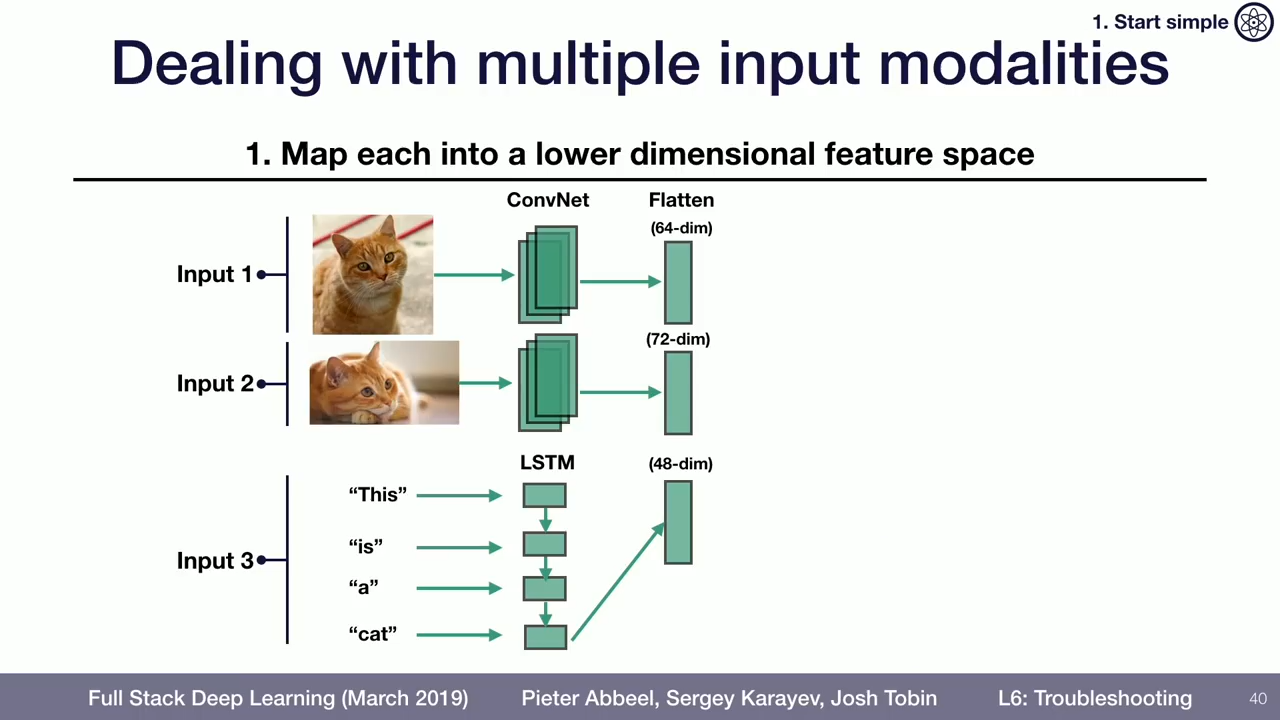 1. Start simple
Dealing with multiple input modalities
1. Map each into a lower dimensional feature space
ConvNet
Flatten
(64-dim)
Input 1
(72-dim)
Input 2
LSTM
(48-dim)
“This”
“is”
Input 3
“a”
“cat”
Full Stack Deep Learning (March 2019)
Pieter Abbeel, Sergey Karayev, Josh Tobin
L6: Troubleshooting
40